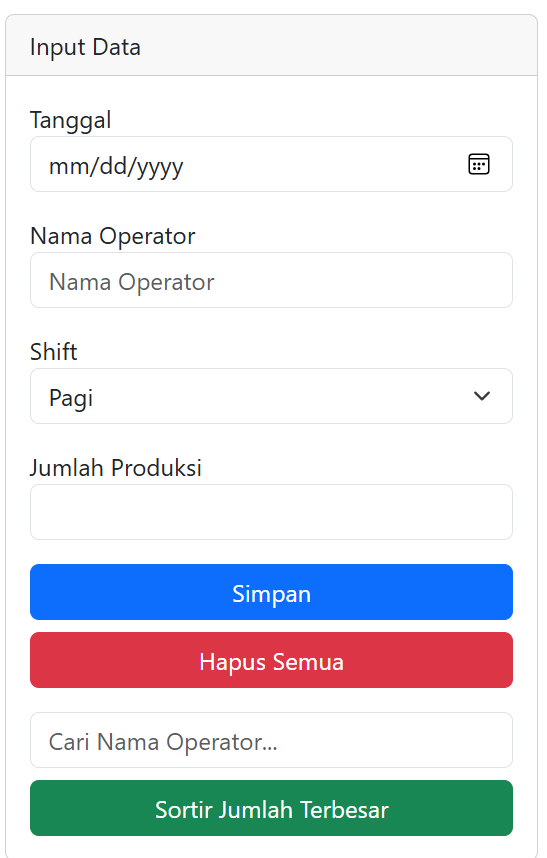 Input Data
Tanggal
mm/dd/yyyy
Nama Operator
Nama Operator
Shift
Pagi
Jumlah Produksi
Simpan
Hapus Semua
Cari Nama Operator...
Sortir Jumlah Terbesar